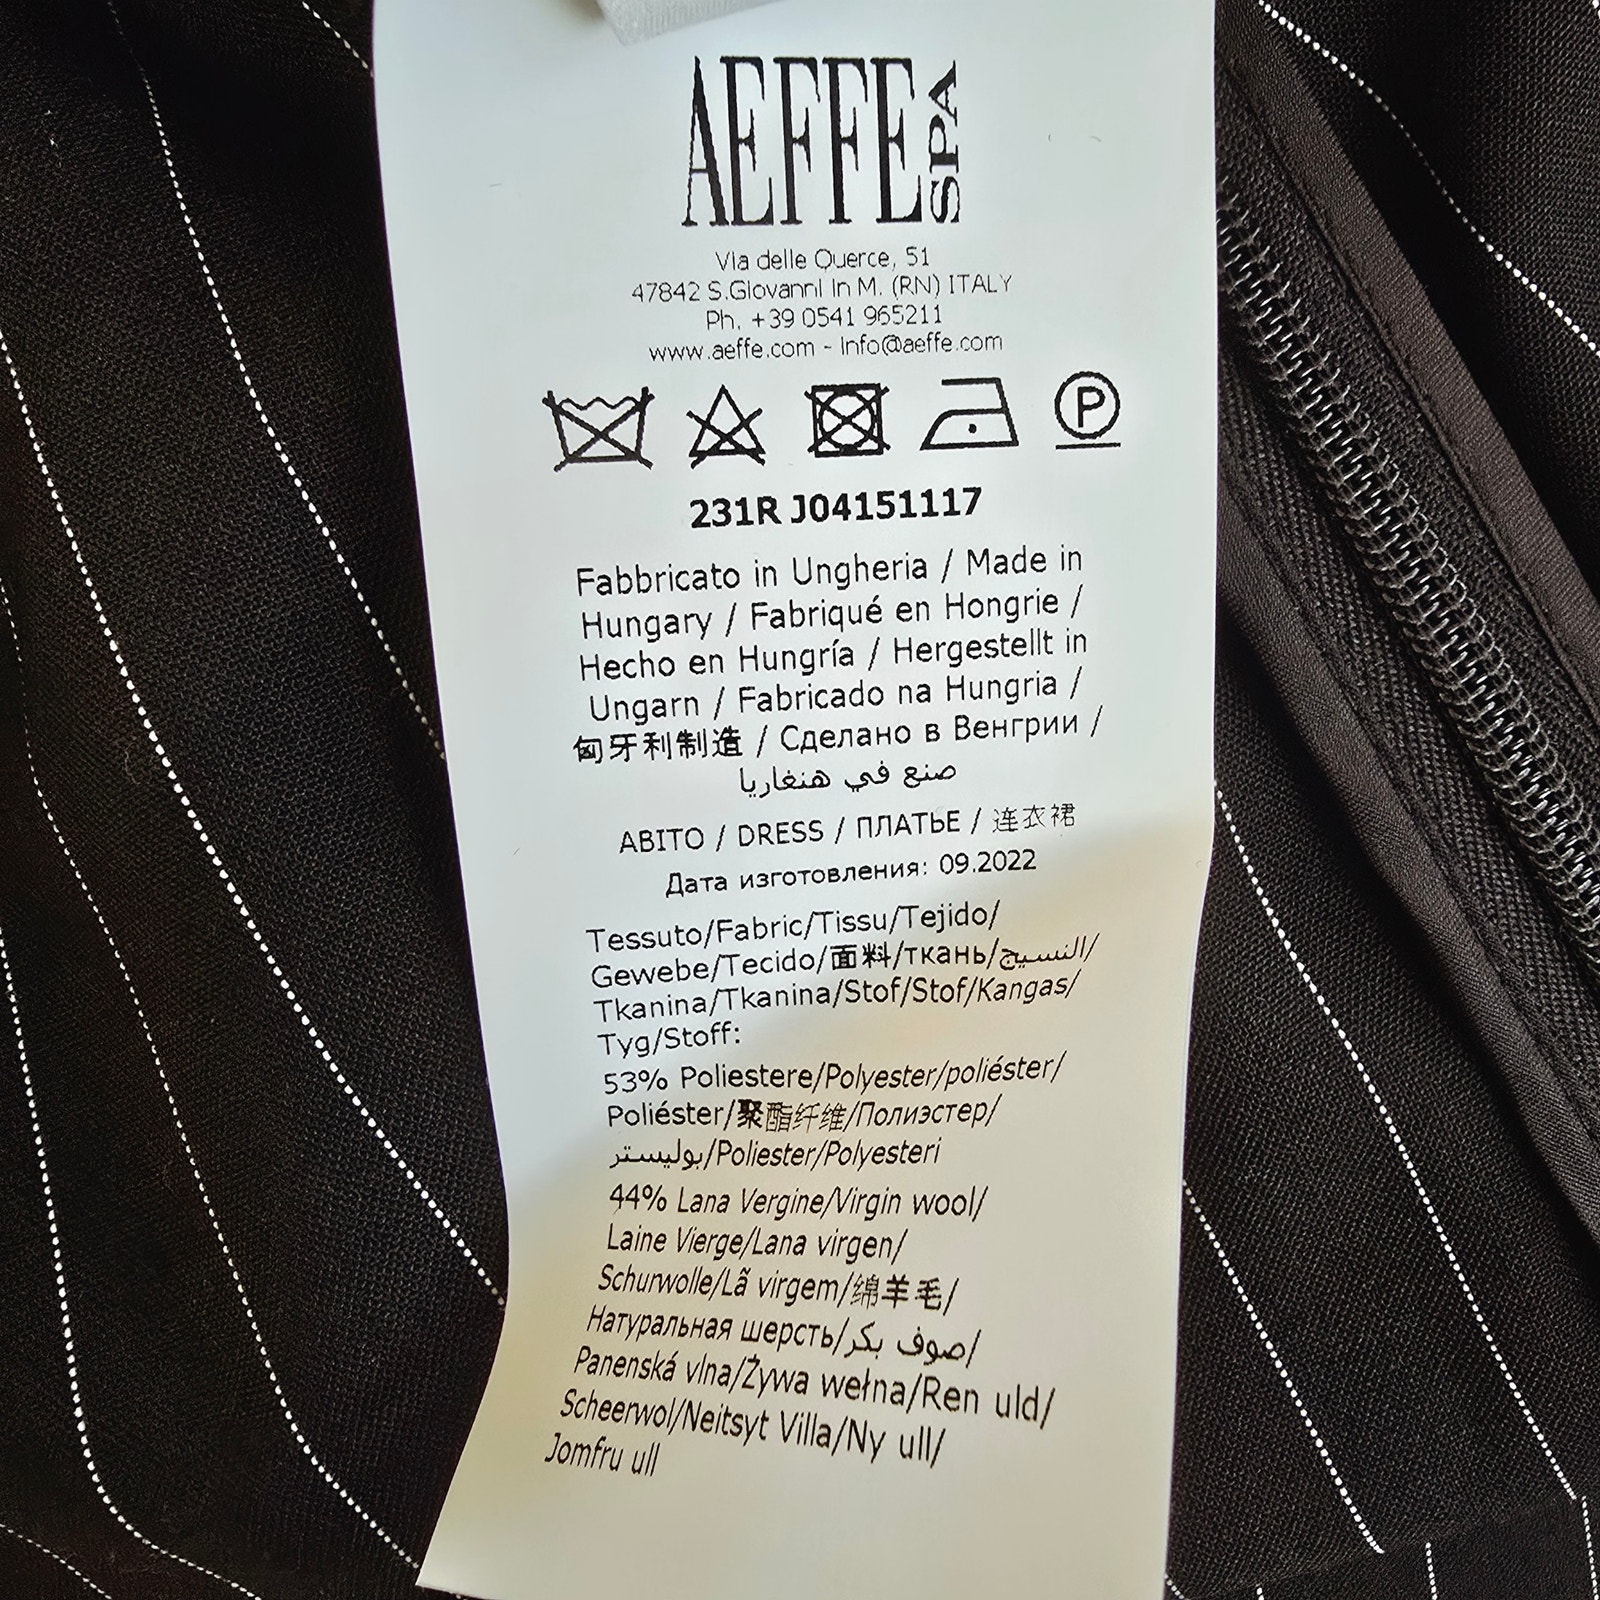 AEFFE SPA
Via delle Querce, 51
47842 S.Giovanni in M. (RN) ITALY
Ph. +39 0541 965211
www.aeffe.com - info@aeffe.com
P
231R J04151117
Fabbricato in Ungheria / Made in
Hungary / Fabriqué en Hongrie /
Hecho en Hungría / Hergestellt in
Ungarn / Fabricado na Hungria /
匈牙利制造 / Сделано в Венгрии /
صنع في هنغاريا
ABITO / DRESS / ПЛАТЬЕ / 连衣裙
Дата изготовления: 09.2022
Tessuto/Fabric/Tissu/Tejido/
Gewebe/Tecido/面料/ткань/النسيج/
Tkanina/Tkanina/Stof/Stof/Kangas/
Tyg/Stoff:
53% Poliestere/Polyester/poliéster/
Poliéster/聚酯纤维/Полиэстер/
بوليستر/Poliester/Polyesteri
44% Lana Vergine/Virgin wool/
Laine Vierge/Lana virgen/
Schurwolle/Lã virgem/绵羊毛/
Натуральная шерсть/صوف بكر/
Panenská vlna/Żywa wełna/Ren uld/
Scheerwol/Neitsyt Villa/Ny ull/
Jomfru ull